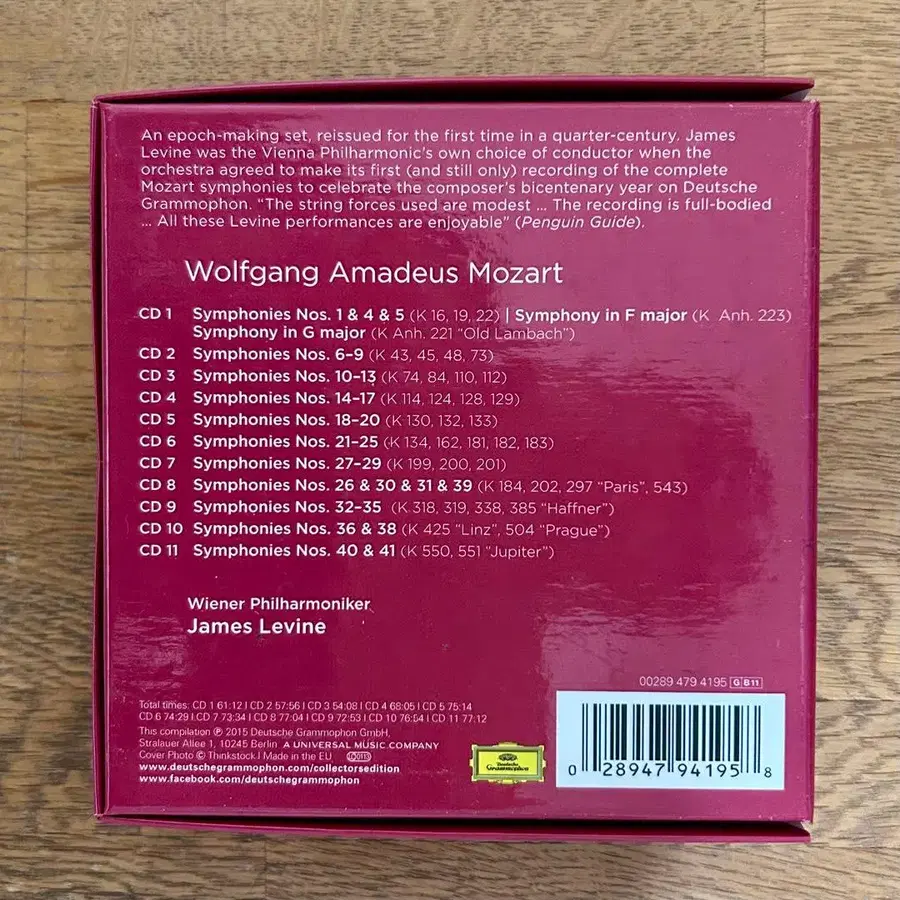 An epoch-making set, reissued for the first time in a quarter-century. James
Levine was the Vienna Philharmonic's own choice of conductor when the
orchestra agreed to make its first (and still only) recording of the complete
Mozart symphonies to celebrate the composer's bicentenary year on Deutsche
Grammophon. “The string forces used are modest ... The recording is full-bodied
... All these Levine performances are enjoyable” (Penguin Guide).
Wolfgang Amadeus Mozart
CD 1 Symphonies Nos. 1 & 4 & 5 (K 16, 19, 22) | Symphony in F major (K Anh. 223)
Symphony in G major (K Anh. 221 “Old Lambach”)
CD 2 Symphonies Nos. 6–9 (K 43, 45, 48, 73)
CD 3 Symphonies Nos. 10–13 (K 74, 84, 110, 112)
CD 4 Symphonies Nos. 14–17 (K 114, 124, 128, 129)
CD 5 Symphonies Nos. 18–20 (K 130, 132, 133)
CD 6 Symphonies Nos. 21–25 (K 134, 162, 181, 182, 183)
CD 7 Symphonies Nos. 27–29 (K 199, 200, 201)
CD 8 Symphonies Nos. 26 & 30 & 31 & 39 (K 184, 202, 297 “Paris”, 543)
CD 9 Symphonies Nos. 32–35 (K 318, 319, 338, 385 “Haffner”)
CD 10 Symphonies Nos. 36 & 38 (K 425 “Linz”, 504 “Prague”)
CD 11 Symphonies Nos. 40 & 41 (K 550, 551 “Jupiter”)
Wiener Philharmoniker
James Levine
00289 479 4195 G B11
Total times: CD 1 61:12 | CD 2 57:56 | CD 3 54:08 | CD 4 68:05 | CD 5 75:14
CD 6 74:29 | CD 7 73:34 | CD 8 77:04 | CD 9 72:53 | CD 10 76:54 | CD 11 77:12
This compilation ℗ 2015 Deutsche Grammophon GmbH,
Stralauer Allee 1, 10245 Berlin A UNIVERSAL MUSIC COMPANY
Cover Photo © Thinkstock | Made in the EU LC 0173
www.deutschegrammophon.com/collectorsedition
www.facebook.com/deutschegrammophon
Deutsche
Grammophon
0 28947 94195 8